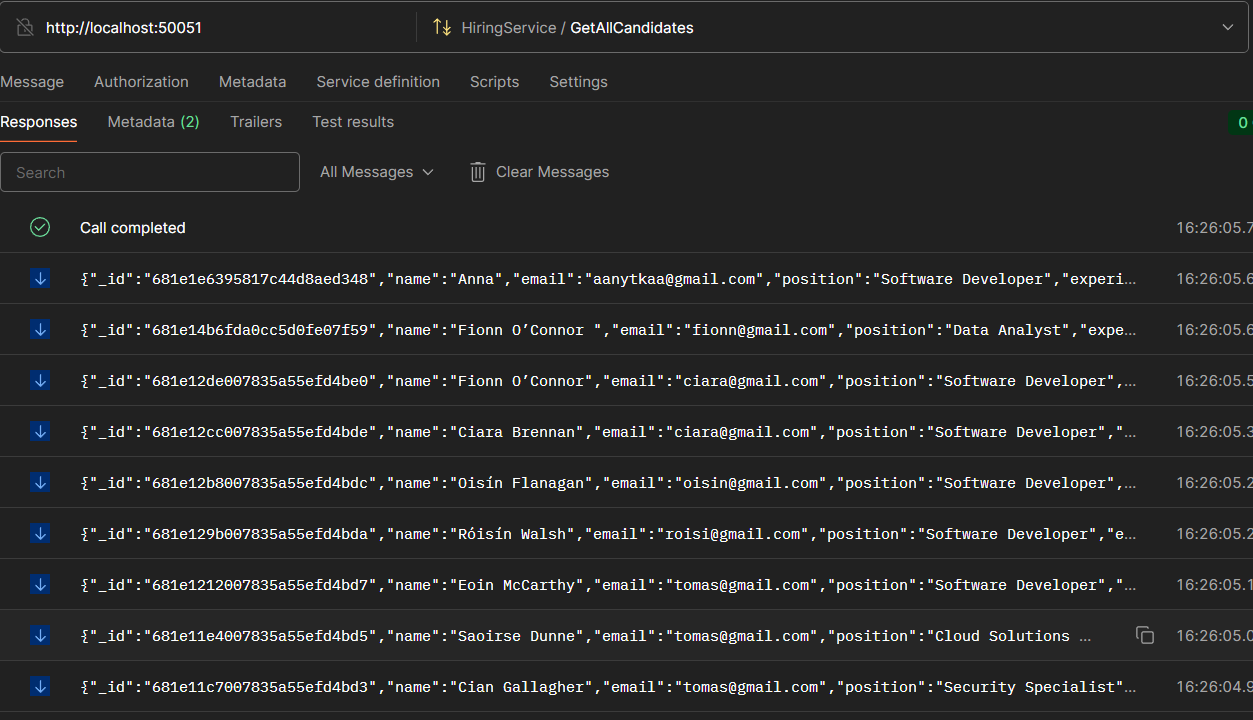 http://localhost:50051 HiringService / GetAllCandidates
Message Authorization Metadata Service definition Scripts Settings
Responses Metadata (2) Trailers Test results 0
Search All Messages Clear Messages
Call completed 16:26:05.7
{"_id":"681e1e6395817c44d8aed348","name":"Anna","email":"aanytkaa@gmail.com","position":"Software Developer","experi... 16:26:05.6
{"_id":"681e14b6fda0cc5d0fe07f59","name":"Fionn O’Connor ","email":"fionn@gmail.com","position":"Data Analyst","expe... 16:26:05.6
{"_id":"681e12de007835a55efd4be0","name":"Fionn O’Connor","email":"ciara@gmail.com","position":"Software Developer",... 16:26:05.5
{"_id":"681e12cc007835a55efd4bde","name":"Ciara Brennan","email":"ciara@gmail.com","position":"Software Developer","... 16:26:05.3
{"_id":"681e12b8007835a55efd4bdc","name":"Oisín Flanagan","email":"oisin@gmail.com","position":"Software Developer",... 16:26:05.2
{"_id":"681e129b007835a55efd4bda","name":"Róisín Walsh","email":"roisi@gmail.com","position":"Software Developer","e... 16:26:05.2
{"_id":"681e1212007835a55efd4bd7","name":"Eoin McCarthy","email":"tomas@gmail.com","position":"Software Developer","... 16:26:05.1
{"_id":"681e11e4007835a55efd4bd5","name":"Saoirse Dunne","email":"tomas@gmail.com","position":"Cloud Solutions ... 16:26:05.0
{"_id":"681e11c7007835a55efd4bd3","name":"Cian Gallagher","email":"tomas@gmail.com","position":"Security Specialist"... 16:26:04.9